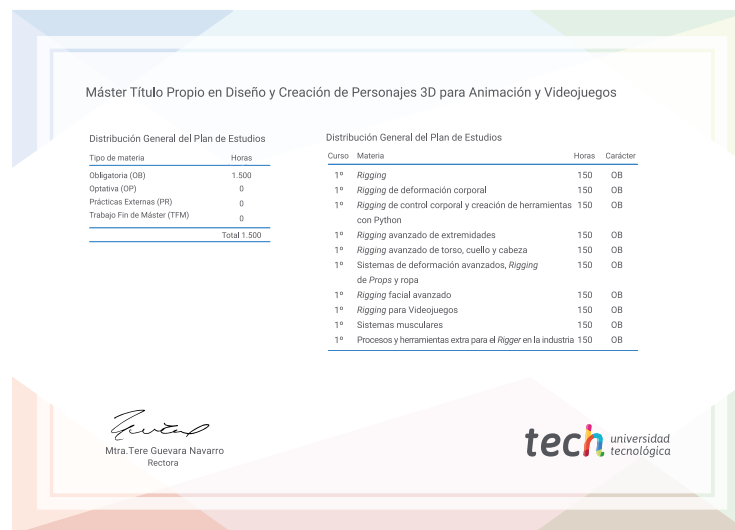 Máster Título Propio en Diseño y Creación de Personajes 3D para Animación y Videojuegos
Distribución General del Plan de Estudios
Tipo de materia Horas
Obligatoria (OB) 1.500
Optativa (OP) 0
Prácticas Externas (PR) 0
Trabajo Fin de Máster (TFM) 0
Total 1.500
Distribución General del Plan de Estudios
Curso Materia Horas Carácter
1º Rigging 150 OB
1º Rigging de deformación corporal 150 OB
1º Rigging de control corporal y creación de herramientas 150 OB
con Python
1º Rigging avanzado de extremidades 150 OB
1º Rigging avanzado de torso, cuello y cabeza 150 OB
1º Sistemas de deformación avanzados, Rigging 150 OB
de Props y ropa
1º Rigging facial avanzado 150 OB
1º Rigging para Videojuegos 150 OB
1º Sistemas musculares 150 OB
1º Procesos y herramientas extra para el Rigger en la industria 150 OB
Mtra.Tere Guevara Navarro
Rectora
tech universidad
tecnológica